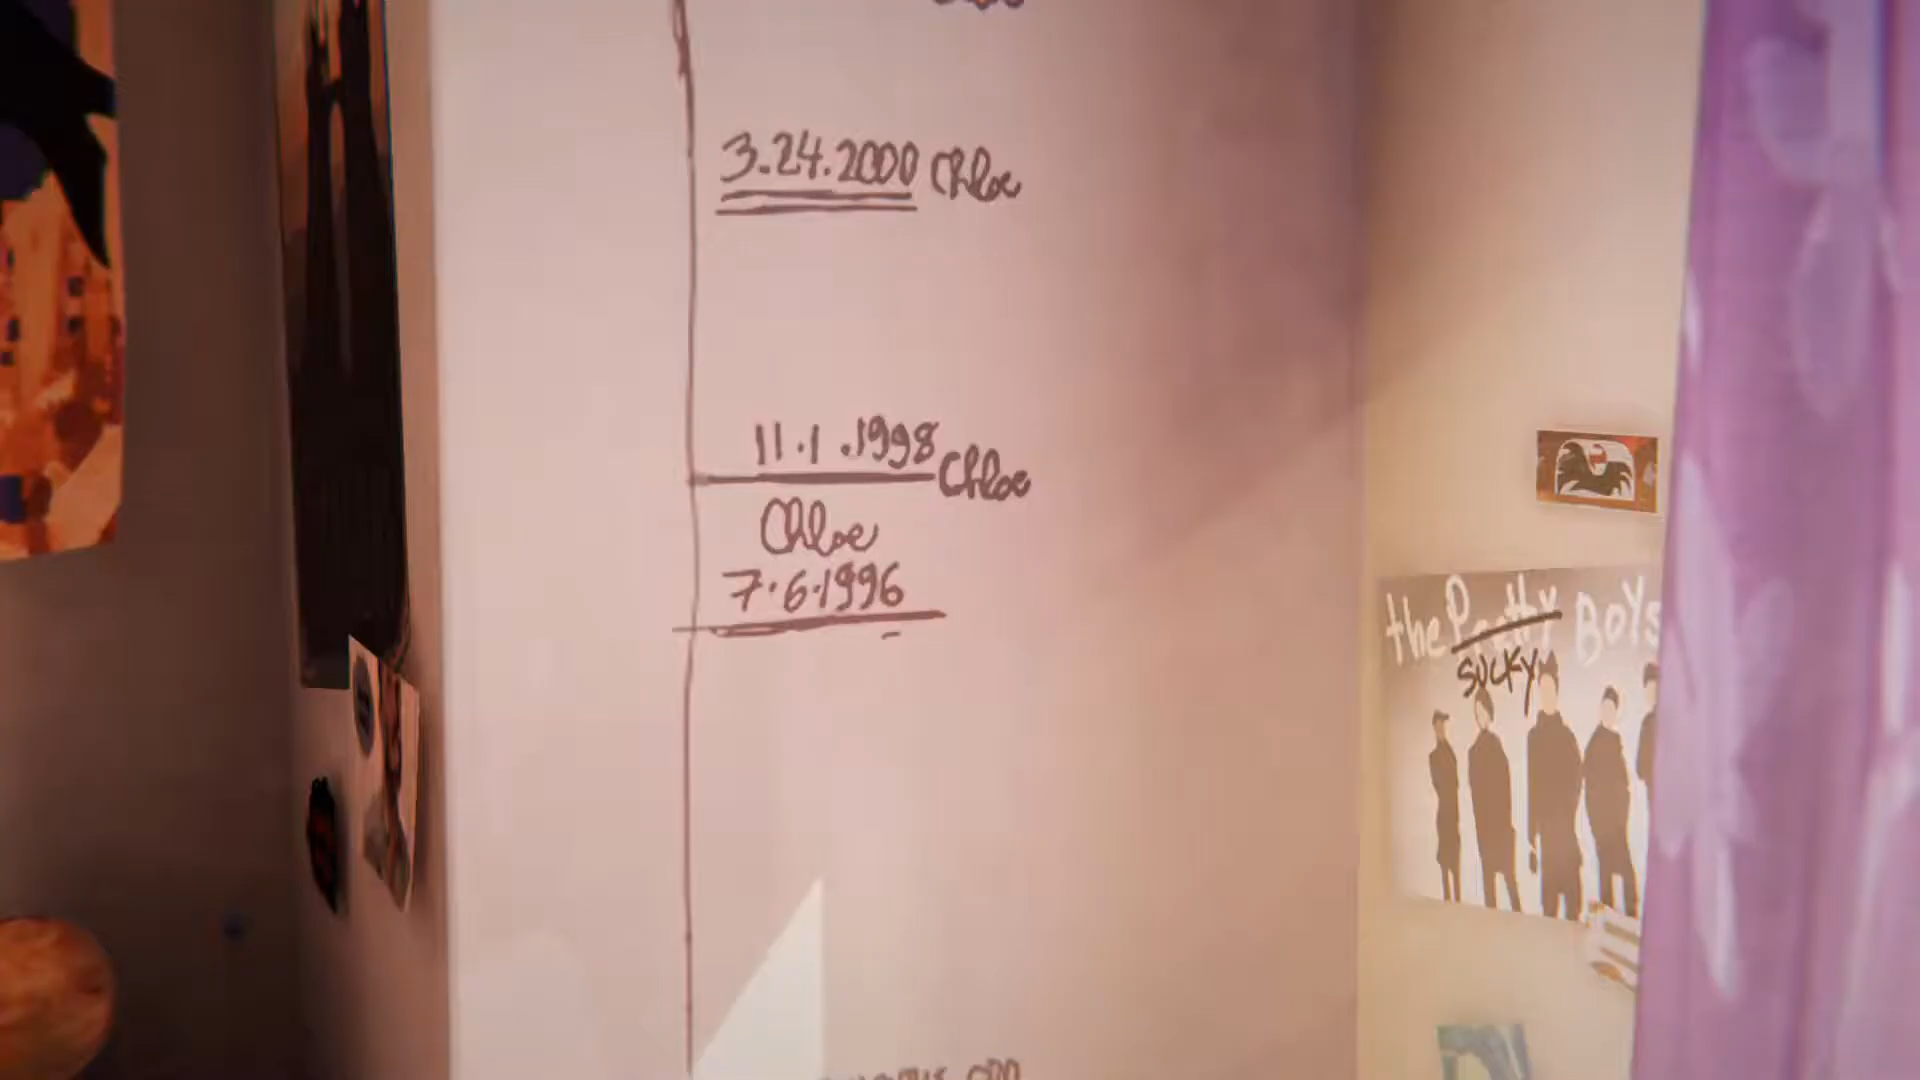 3.24.2000 Chloe
11.1.1998 Chloe
Chloe
7.6.1996
the Pretty Boys
sucky